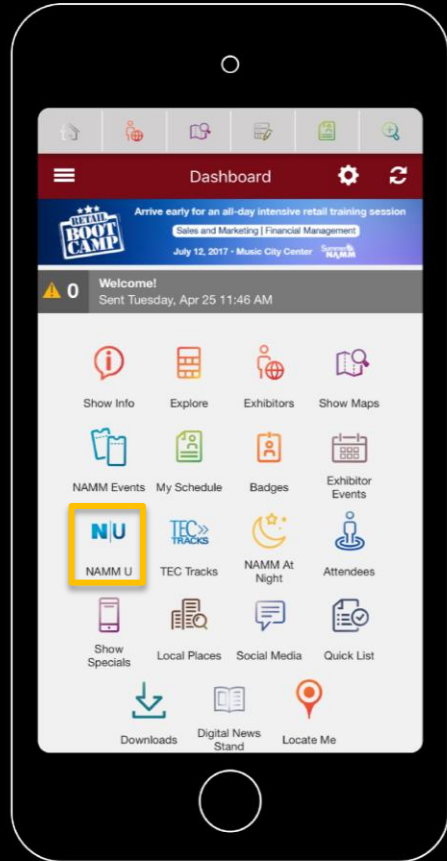 Dashboard
RETAIL
BOOT
CAMP
Arrive early for an all-day intensive retail training session
Sales and Marketing | Financial Management
July 12, 2017 • Music City Center
Summer NAMM
0
Welcome!
Sent Tuesday, Apr 25 11:46 AM
Show Info
Explore
Exhibitors
Show Maps
NAMM Events
My Schedule
Badges
Exhibitor
Events
N|U
NAMM U
TEC
TRACKS
TEC Tracks
NAMM At
Night
Attendees
Show
Specials
Local Places
Social Media
Quick List
Downloads
Digital News
Stand
Locate Me